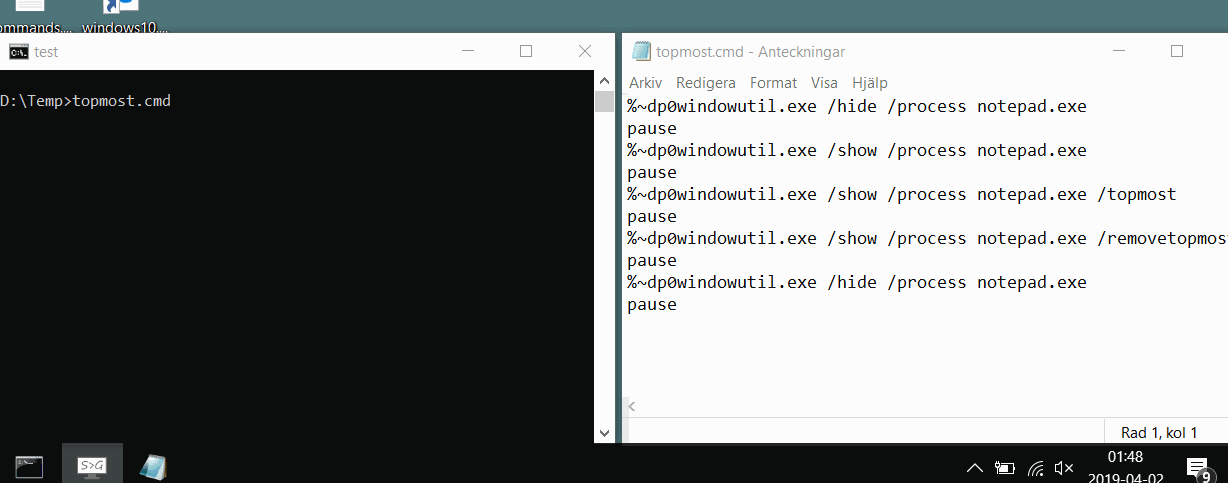 ommands....
windows10....
test
D:\Temp>topmost.cmd
topmost.cmd - Anteckningar
Arkiv Redigera Format Visa Hjälp
%~dp0windowutil.exe /hide /process notepad.exe
pause
%~dp0windowutil.exe /show /process notepad.exe
pause
%~dp0windowutil.exe /show /process notepad.exe /topmost
pause
%~dp0windowutil.exe /show /process notepad.exe /removetopmost
pause
%~dp0windowutil.exe /hide /process notepad.exe
pause
Rad 1, kol 1
S>G
01:48
2019-04-02
9